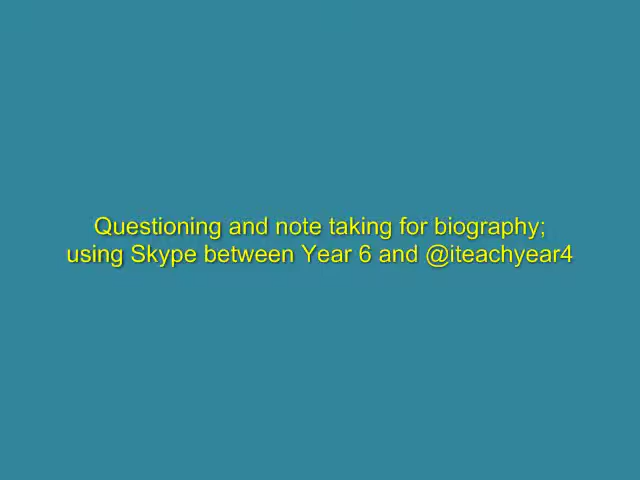 Questioning and note taking for biography;
using Skype between Year 6 and @iteachyear4